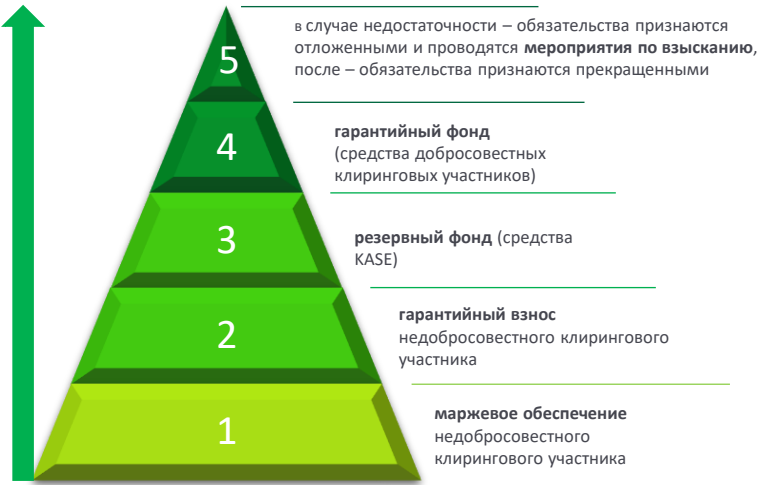 5
в случае недостаточности – обязательства признаются
отложенными и проводятся мероприятия по взысканию,
после – обязательства признаются прекращенными
4
гарантийный фонд
(средства добросовестных
клиринговых участников)
3
резервный фонд (средства
KASE)
2
гарантийный взнос
недобросовестного клирингового
участника
1
маржевое обеспечение
недобросовестного
клирингового участника